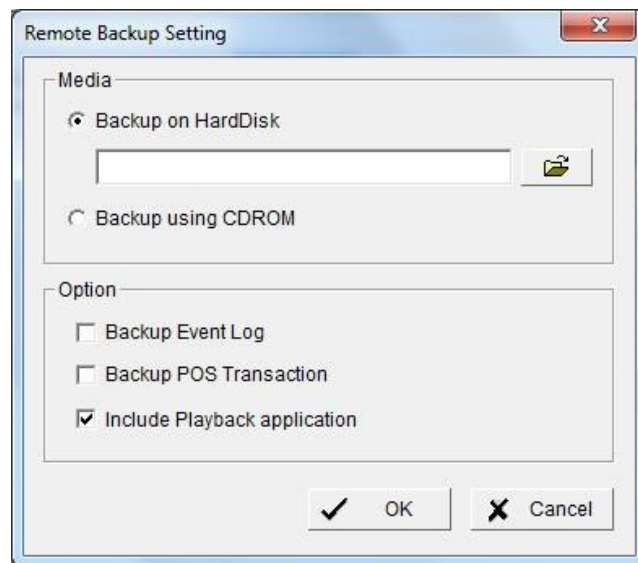 Remote Backup Setting
Media
Backup on HardDisk
Backup using CDROM
Option
Backup Event Log
Backup POS Transaction
Include Playback application
OK
Cancel